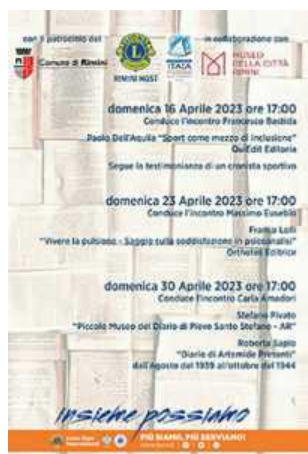 con il patrocinio del
in collaborazione con
Comune di Rimini
RIMINI HOST
MUSEO
DELLA CITTÀ
RIMINI
domenica 16 Aprile 2023 ore 17:00
Conduce l'incontro Francesco Bastida
Paolo Dell'Aquila "Sport come mezzo di inclusione"
QuiEdit Editoria
Segue la testimonianza di un cronista sportivo
domenica 23 Aprile 2023 ore 17:00
Conduce l'incontro Massimo Eusebio
Franco Lolli
"Vivere la pulsione - Saggio sulla soddisfazione in psicoanalisi"
Orthotes Editrice
domenica 30 Aprile 2023 ore 17:00
Conduce l'incontro Carla Amadori
Stefano Pivato
"Piccolo Museo del Diario di Pieve Santo Stefano - AR"
Roberta Sapio
"Diario di Artemide Presenti"
dall'Agosto del 1939 all'ottobre del 1944
insieme possiamo
PIÙ SIAMO, PIÙ SERVIAMO!